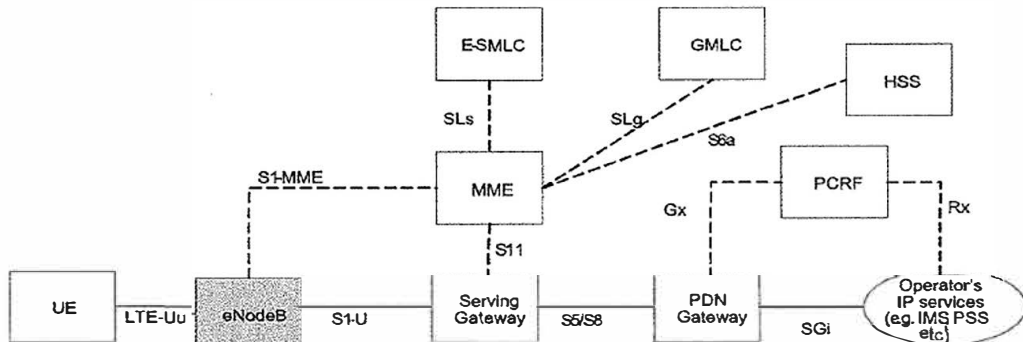 E-SMLC
GMLC
HSS
SLs
SLg
S6a
S1-MME
MME
PCRF
Gx
Rx
S11
UE
LTE-Uu
eNodeB
S1-U
Serving
Gateway
S5/S8
PDN
Gateway
SGi
Operator's
IP services
(e.g. IMS PSS
etc)